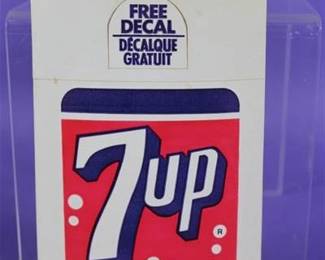 FREE
DECAL
DÉCALQUE
GRATUIT
7up
®